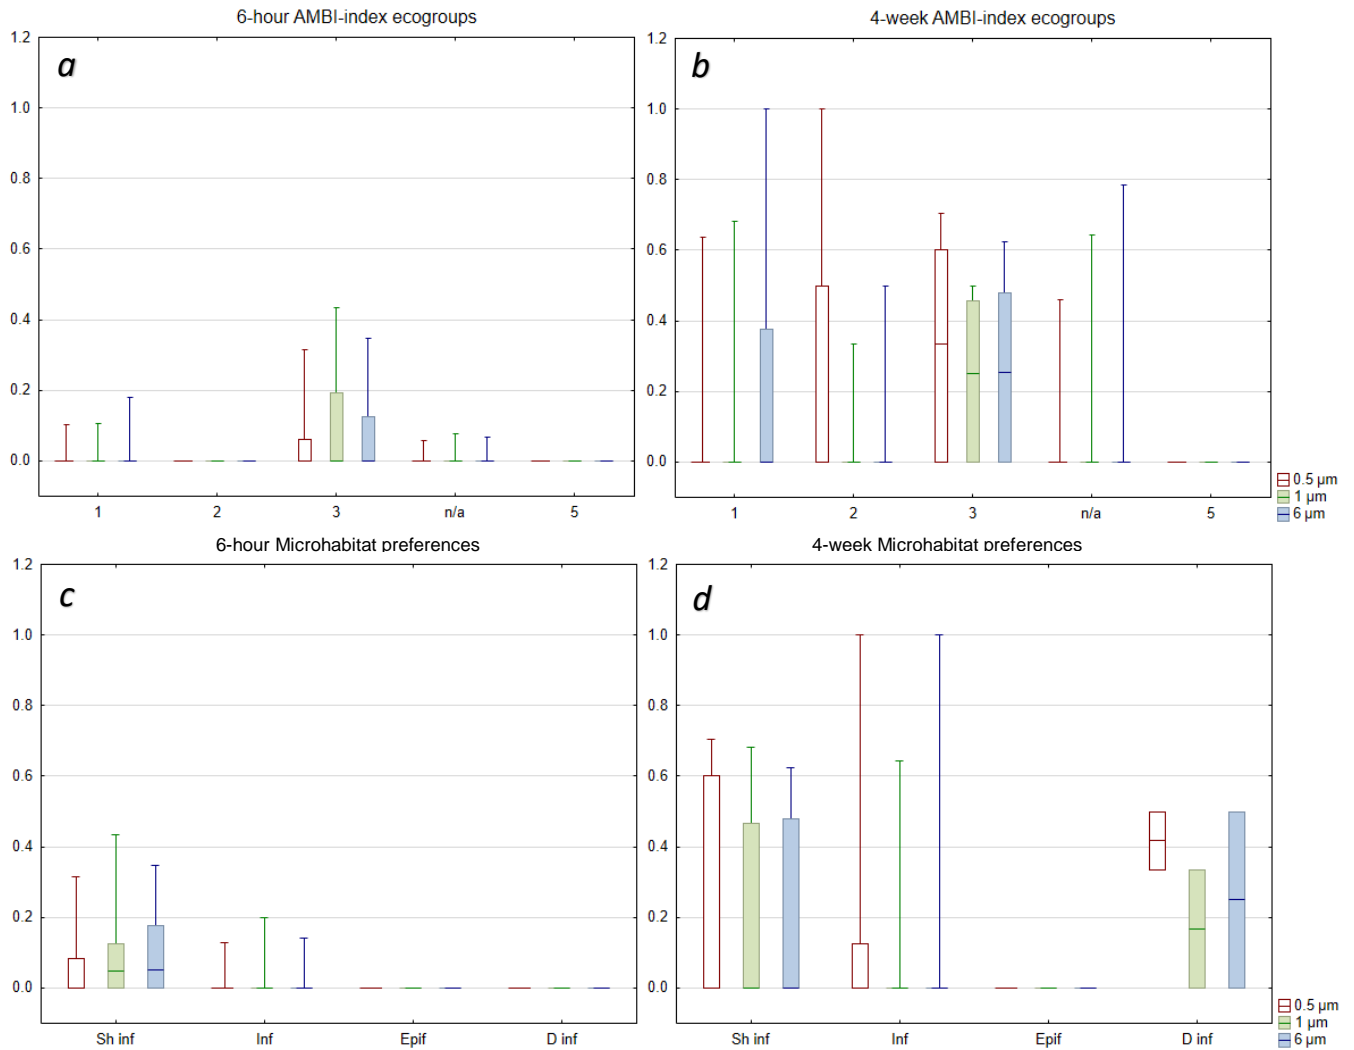 6-hour AMBI-index ecogroups
4-week AMBI-index ecogroups
1.2
1.0
0.8
0.6
0.4
0.2
0.0
a
1 2 3 n/a 5
1.2
1.0
0.8
0.6
0.4
0.2
0.0
b
1 2 3 n/a 5
0.5 µm
1 µm
6 µm
6-hour Microhabitat preferences
4-week Microhabitat preferences
1.2
1.0
0.8
0.6
0.4
0.2
0.0
c
Sh inf Inf Epif D inf
1.2
1.0
0.8
0.6
0.4
0.2
0.0
d
Sh inf Inf Epif D inf
0.5 µm
1 µm
6 µm